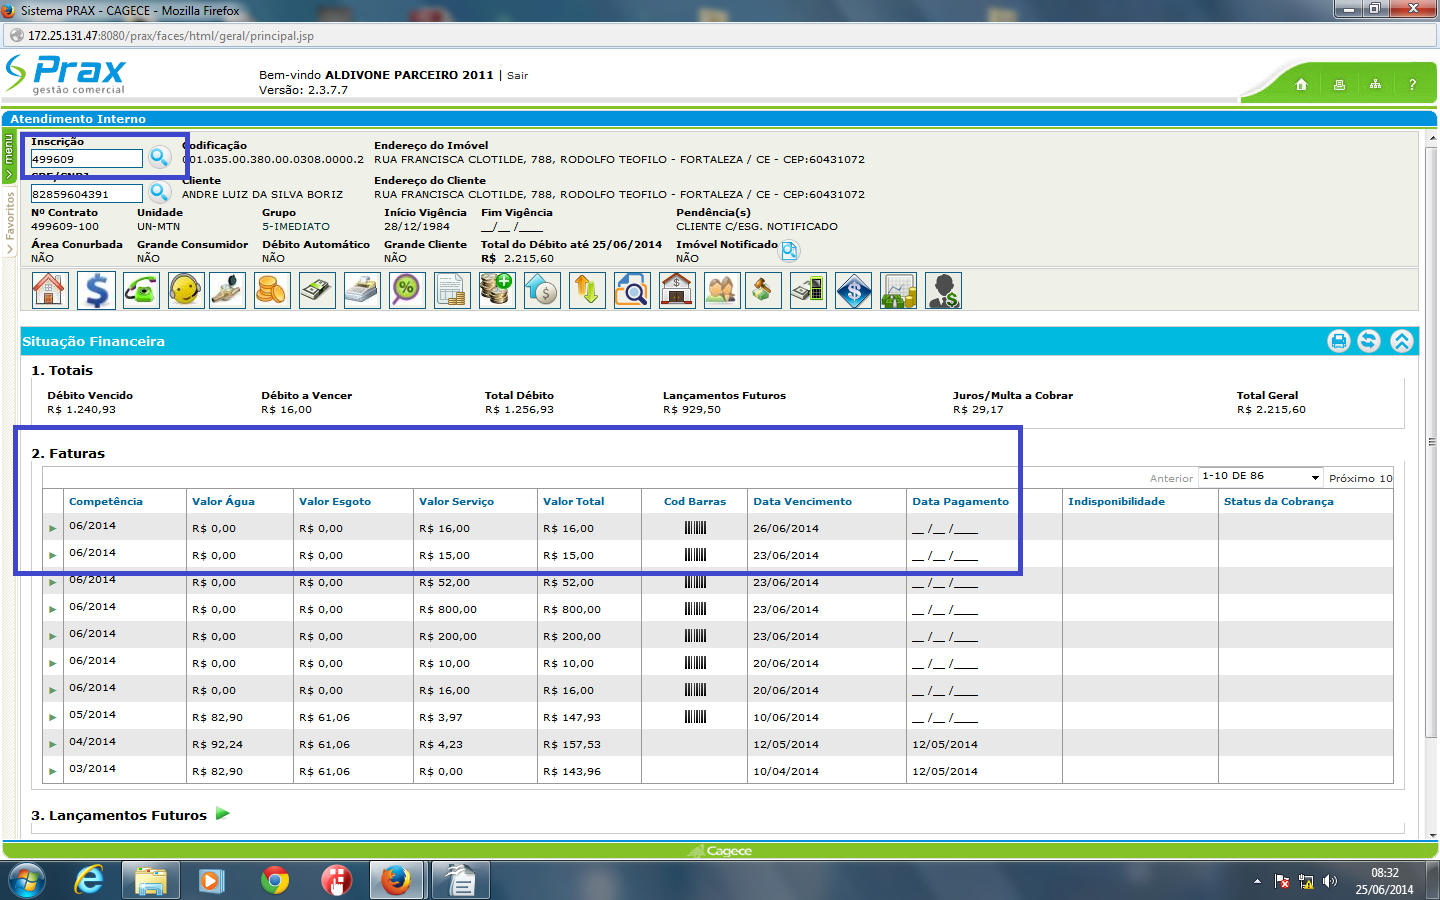 Sistema PRAX - CAGECE - Mozilla Firefox
172.25.131.47:8080/prax/faces/html/geral/principal.jsp
Prax
gestão comercial
Bem-vindo ALDIVONE PARCEIRO 2011 | Sair
Versão: 2.3.7.7
?
Atendimento Interno
menu
Favoritos
Inscrição Codificação Endereço do Imóvel
499609 001.035.00.380.00.0308.0000.2 RUA FRANCISCA CLOTILDE, 788, RODOLFO TEOFILO - FORTALEZA / CE - CEP:60431072
CPF/CNPJ Cliente Endereço do Cliente
82859604391 ANDRE LUIZ DA SILVA BORIZ RUA FRANCISCA CLOTILDE, 788, RODOLFO TEOFILO - FORTALEZA / CE - CEP:60431072
Nº Contrato Unidade Grupo Início Vigência Fim Vigência Pendência(s)
499609-100 UN-MTN 5-IMEDIATO 28/12/1984 __/__ /____ CLIENTE C/ESG. NOTIFICADO
Área Conurbada Grande Consumidor Débito Automático Grande Cliente Total do Débito até 25/06/2014 Imóvel Notificado
NÃO NÃO NÃO NÃO R$ 2.215,60 NÃO
Situação Financeira
1. Totais
Débito Vencido Débito a Vencer Total Débito Lançamentos Futuros Juros/Multa a Cobrar Total Geral
R$ 1.240,93 R$ 16,00 R$ 1.256,93 R$ 929,50 R$ 29,17 R$ 2.215,60
2. Faturas
Anterior 1-10 DE 86 Próximo 10
Competência Valor Água Valor Esgoto Valor Serviço Valor Total Cod Barras Data Vencimento Data Pagamento Indisponibilidade Status da Cobrança
06/2014 R$ 0,00 R$ 0,00 R$ 16,00 R$ 16,00 26/06/2014 __ /__ /____
06/2014 R$ 0,00 R$ 0,00 R$ 15,00 R$ 15,00 23/06/2014 __ /__ /____
06/2014 R$ 0,00 R$ 0,00 R$ 52,00 R$ 52,00 23/06/2014 __ /__ /____
06/2014 R$ 0,00 R$ 0,00 R$ 800,00 R$ 800,00 23/06/2014 __ /__ /____
06/2014 R$ 0,00 R$ 0,00 R$ 200,00 R$ 200,00 23/06/2014 __ /__ /____
06/2014 R$ 0,00 R$ 0,00 R$ 10,00 R$ 10,00 20/06/2014 __ /__ /____
06/2014 R$ 0,00 R$ 0,00 R$ 16,00 R$ 16,00 20/06/2014 __ /__ /____
05/2014 R$ 82,90 R$ 61,06 R$ 3,97 R$ 147,93 10/06/2014 __ /__ /____
04/2014 R$ 92,24 R$ 61,06 R$ 4,23 R$ 157,53 12/05/2014 12/05/2014
03/2014 R$ 82,90 R$ 61,06 R$ 0,00 R$ 143,96 10/04/2014 12/05/2014
3. Lançamentos Futuros
Cagece
08:32
25/06/2014